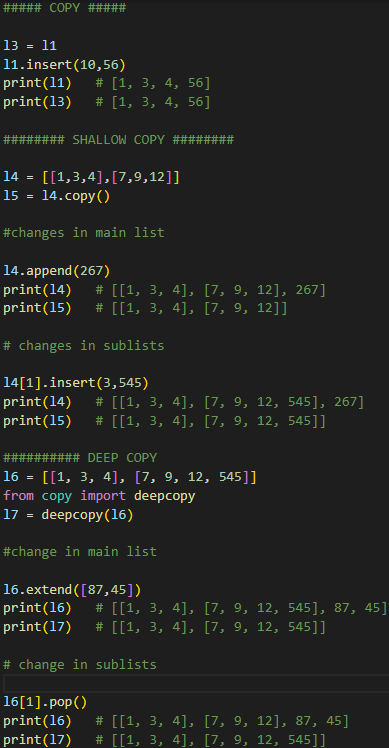 ##### COPY #####
l3 = l1
l1.insert(10,56)
print(l1)   # [1, 3, 4, 56]
print(l3)   # [1, 3, 4, 56]
######## SHALLOW COPY ########
l4 = [[1,3,4],[7,9,12]]
l5 = l4.copy()
#changes in main list
l4.append(267)
print(l4)   # [[1, 3, 4], [7, 9, 12], 267]
print(l5)   # [[1, 3, 4], [7, 9, 12]]
# changes in sublists
l4[1].insert(3,545)
print(l4)   # [[1, 3, 4], [7, 9, 12, 545], 267]
print(l5)   # [[1, 3, 4], [7, 9, 12, 545]]
########## DEEP COPY
l6 = [[1, 3, 4], [7, 9, 12, 545]]
from copy import deepcopy
l7 = deepcopy(l6)
#change in main list
l6.extend([87,45])
print(l6)   # [[1, 3, 4], [7, 9, 12, 545], 87, 45]
print(l7)   # [[1, 3, 4], [7, 9, 12, 545]]
# change in sublists
l6[1].pop()
print(l6)   # [[1, 3, 4], [7, 9, 12], 87, 45]
print(l7)   # [[1, 3, 4], [7, 9, 12, 545]]